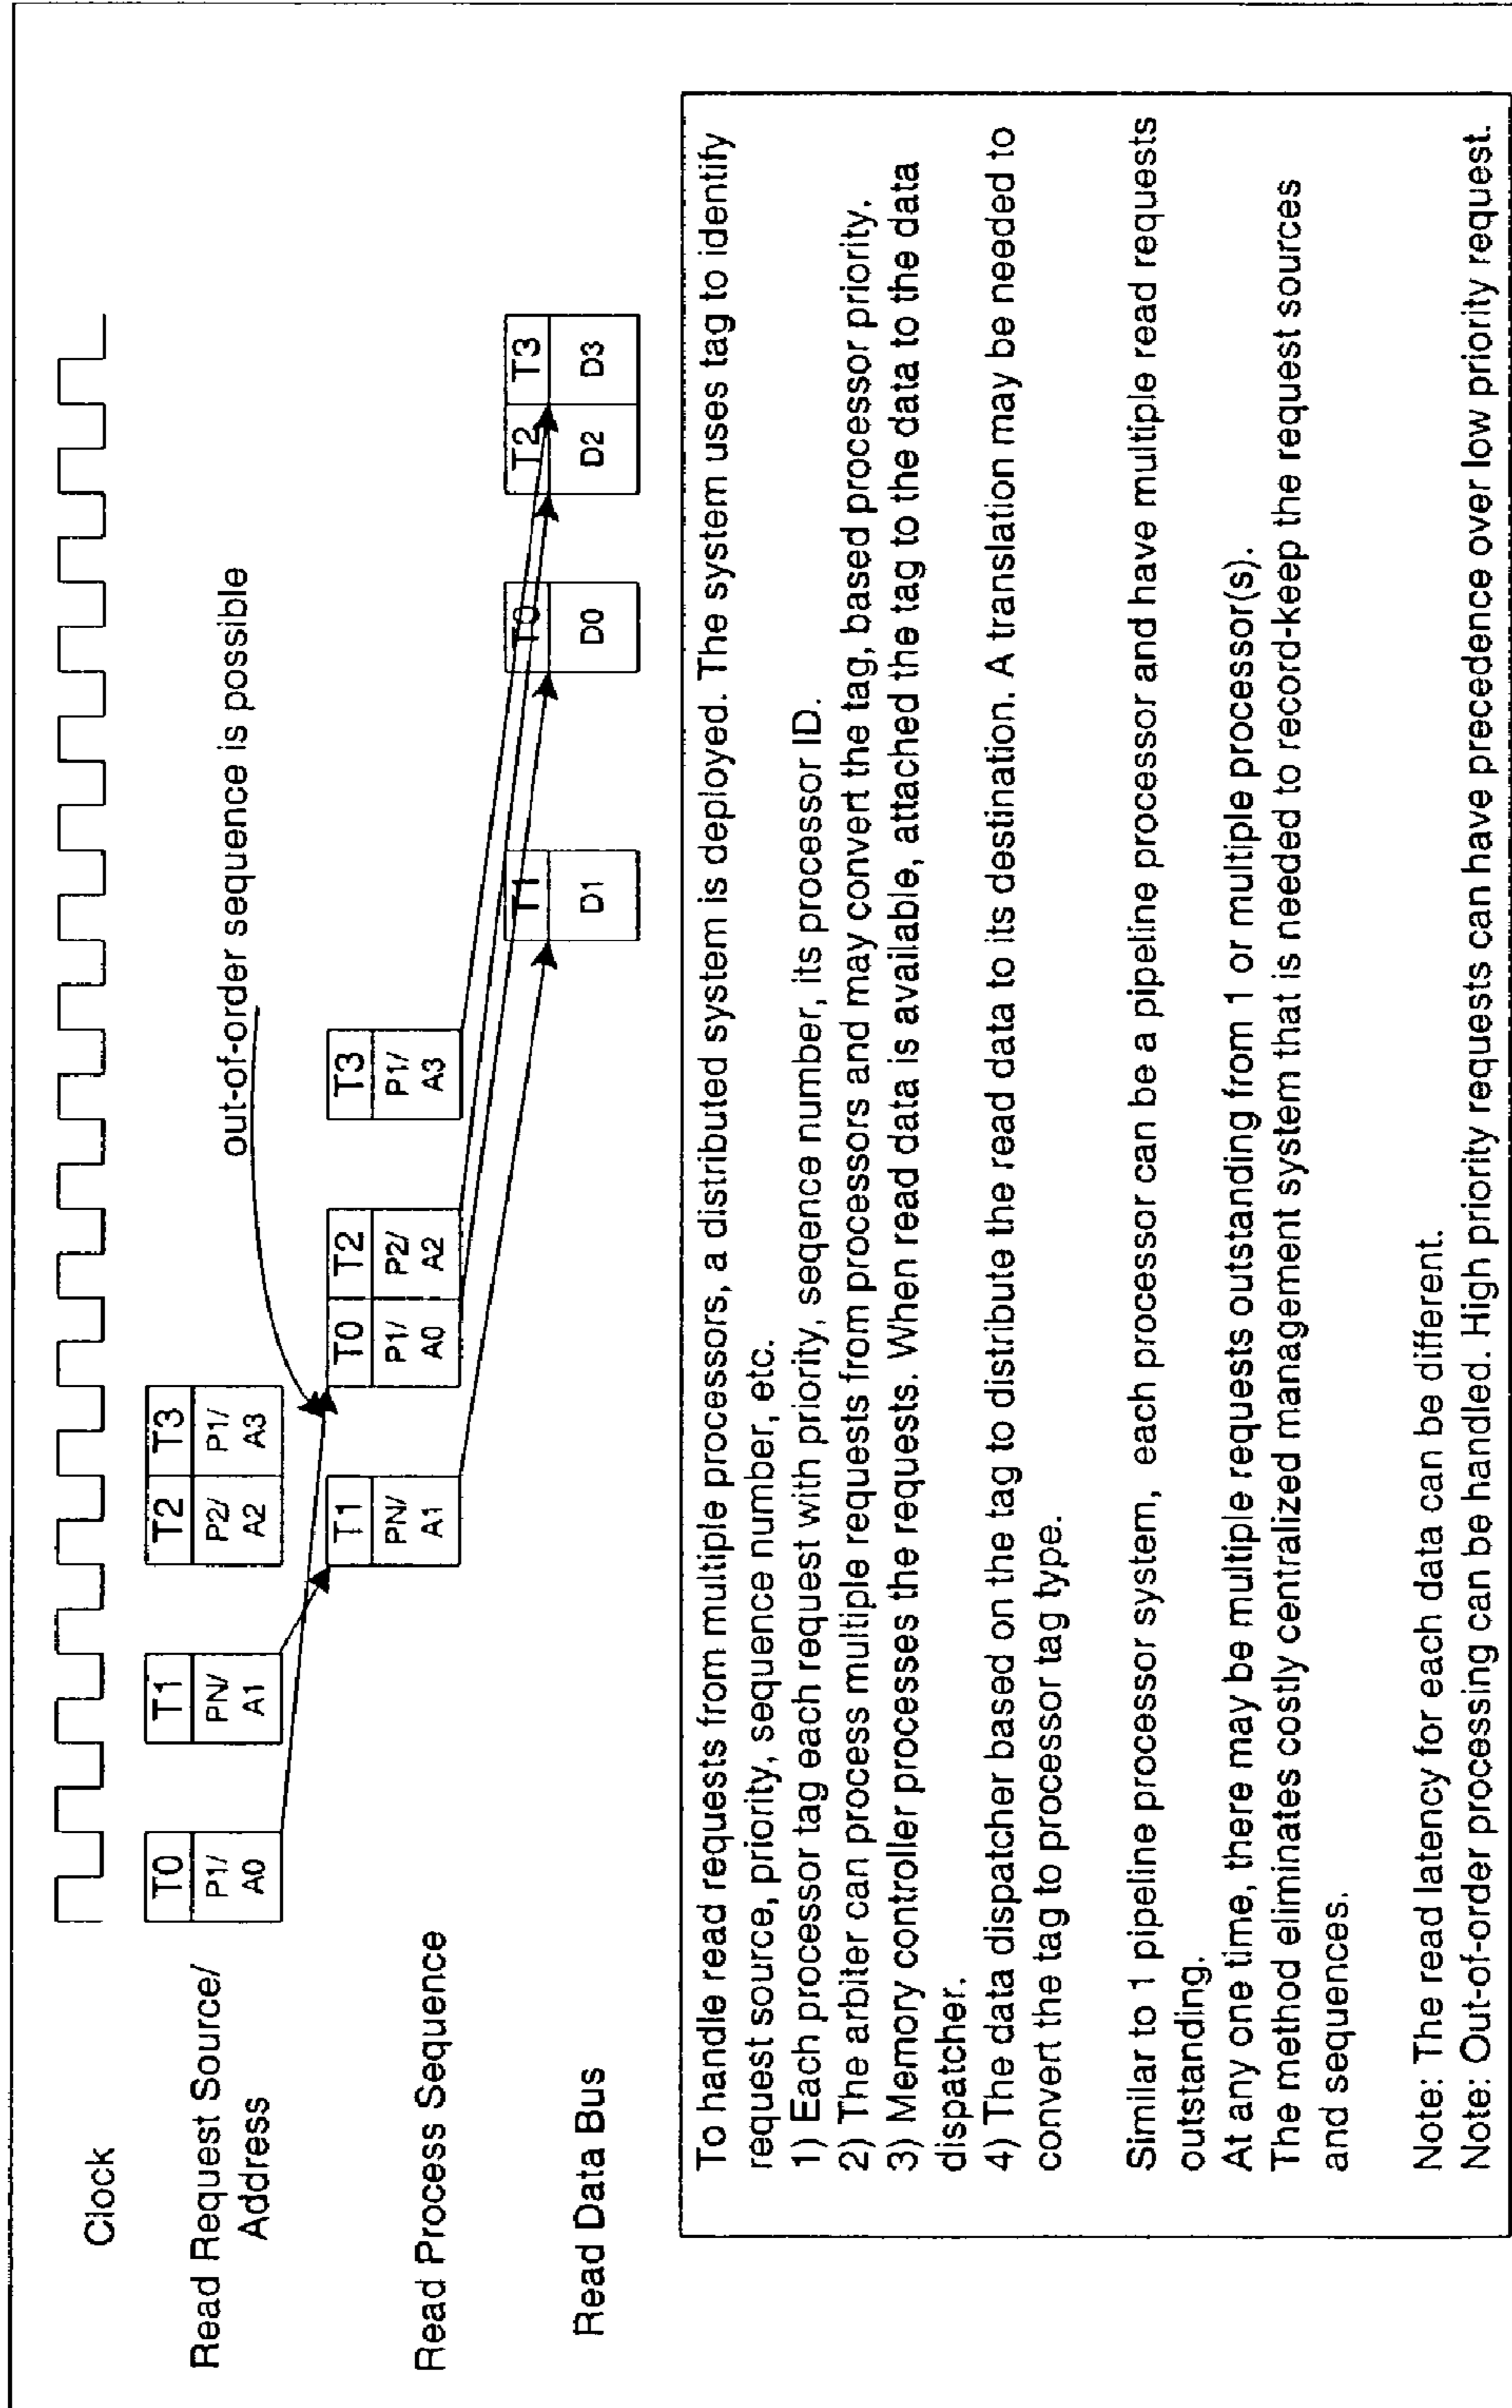 Clock
Read Request Source/
Address
T0
P1/
A0
T1
PN/
A1
T2
P2/
A2
T3
P1/
A3
out-of-order sequence is possible
Read Process Sequence
T1
PN/
A1
T0
P1/
A0
T2
P2/
A2
T3
P1/
A3
Read Data Bus
T1
D1
T0
D0
T2
D2
T3
D3
To handle read requests from multiple processors, a distributed system is deployed. The system uses tag to identify
request source, priority, sequence number, etc.
1) Each processor tag each request with priority, seqence number, its processor ID.
2) The arbiter can process multiple requests from processors and may convert the tag, based processor priority.
3) Memory controller processes the requests. When read data is available, attached the tag to the data to the data
dispatcher.
4) The data dispatcher based on the tag to distribute the read data to its destination. A translation may be needed to
convert the tag to processor tag type.
Similar to 1 pipeline processor system, each processor can be a pipeline processor and have multiple read requests
outstanding.
At any one time, there may be multiple requests outstanding from 1 or multiple processor(s).
The method eliminates costly centralized management system that is needed to record-keep the request sources
and sequences.
Note: The read latency for each data can be different.
Note: Out-of-order processing can be handled. High priority requests can have precedence over low priority request.